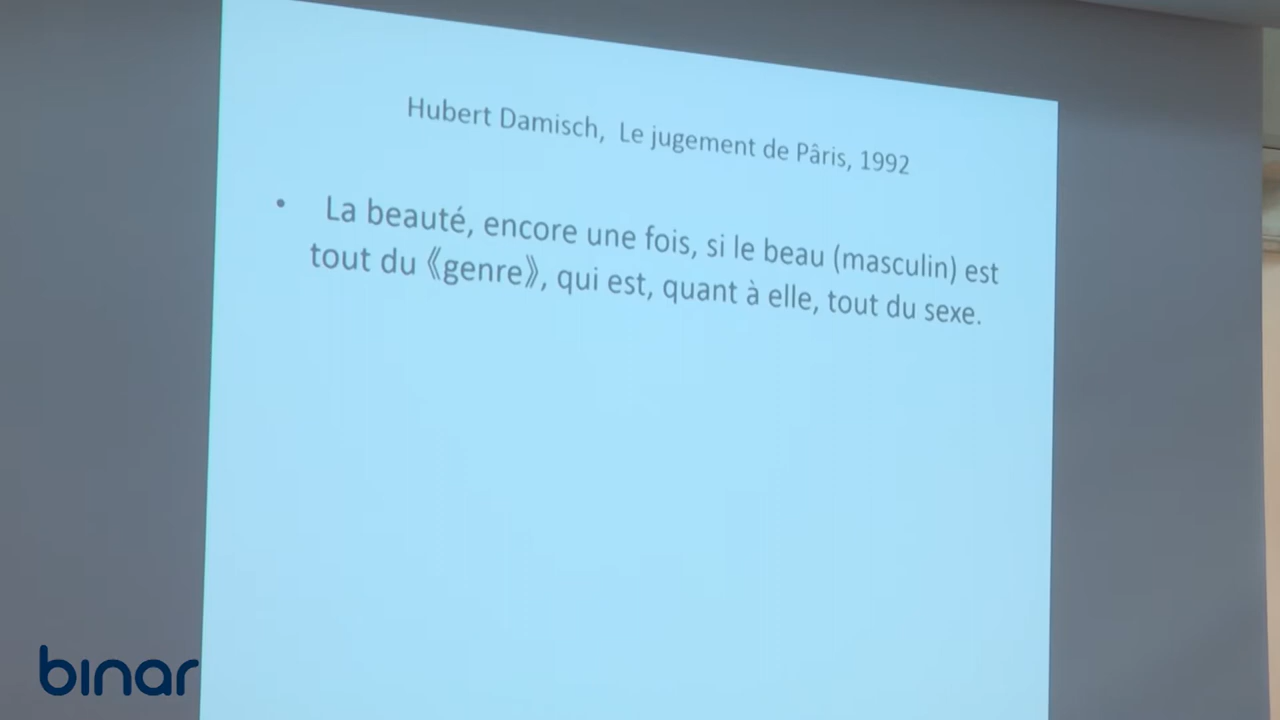 Hubert Damisch, Le jugement de Pâris, 1992
• La beauté, encore une fois, si le beau (masculin) est
tout du 《genre》, qui est, quant à elle, tout du sexe.
bınar